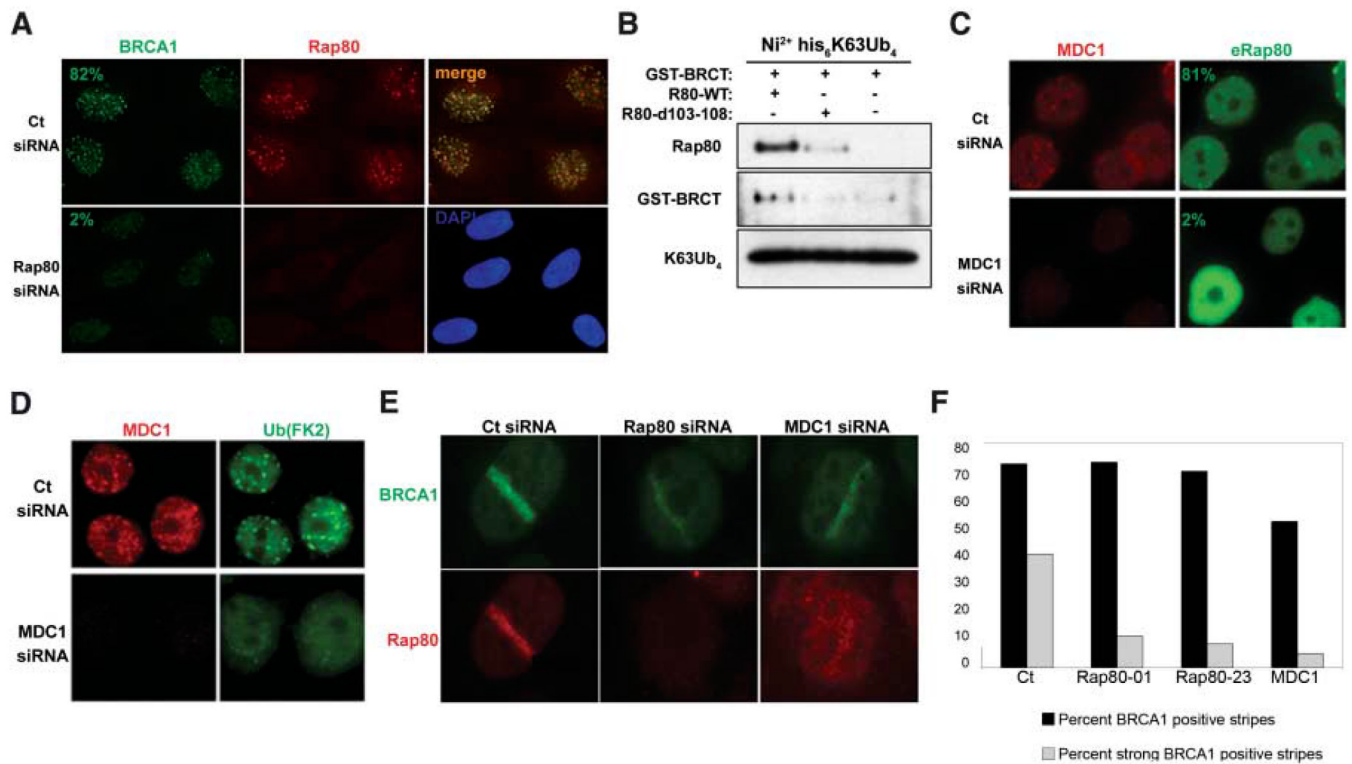 A
BRCA1 Rap80
82% merge
Ct
siRNA
2% DAPI
Rap80
siRNA
B
Ni²⁺ his₆K63Ub₄
GST-BRCT: + + +
R80-WT: + - -
R80-d103-108: - + -
Rap80
GST-BRCT
K63Ub₄
C
MDC1 eRap80
81%
Ct
siRNA
2%
MDC1
siRNA
D
MDC1 Ub(FK2)
Ct
siRNA
MDC1
siRNA
E
Ct siRNA Rap80 siRNA MDC1 siRNA
BRCA1
Rap80
F
80
70
60
50
40
30
20
10
0
Ct Rap80-01 Rap80-23 MDC1
Percent BRCA1 positive stripes
Percent strong BRCA1 positive stripes